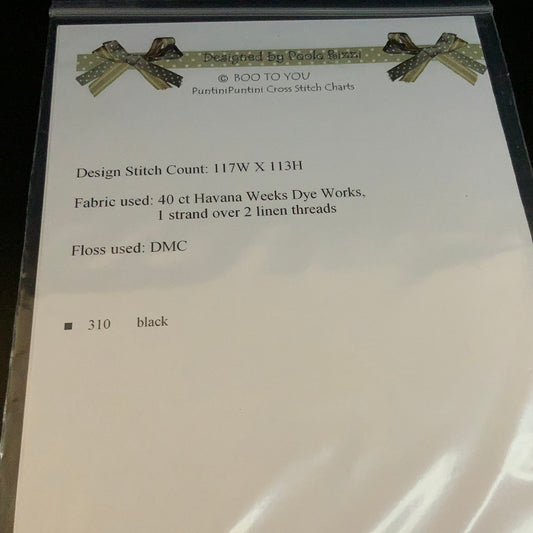 Designed by Paola Bizzi
© BOO TO YOU
PuntiniPuntini Cross Stitch Charts
Design Stitch Count: 117W X 113H
Fabric used: 40 ct Havana Weeks Dye Works,
1 strand over 2 linen threads
Floss used: DMC
310 black